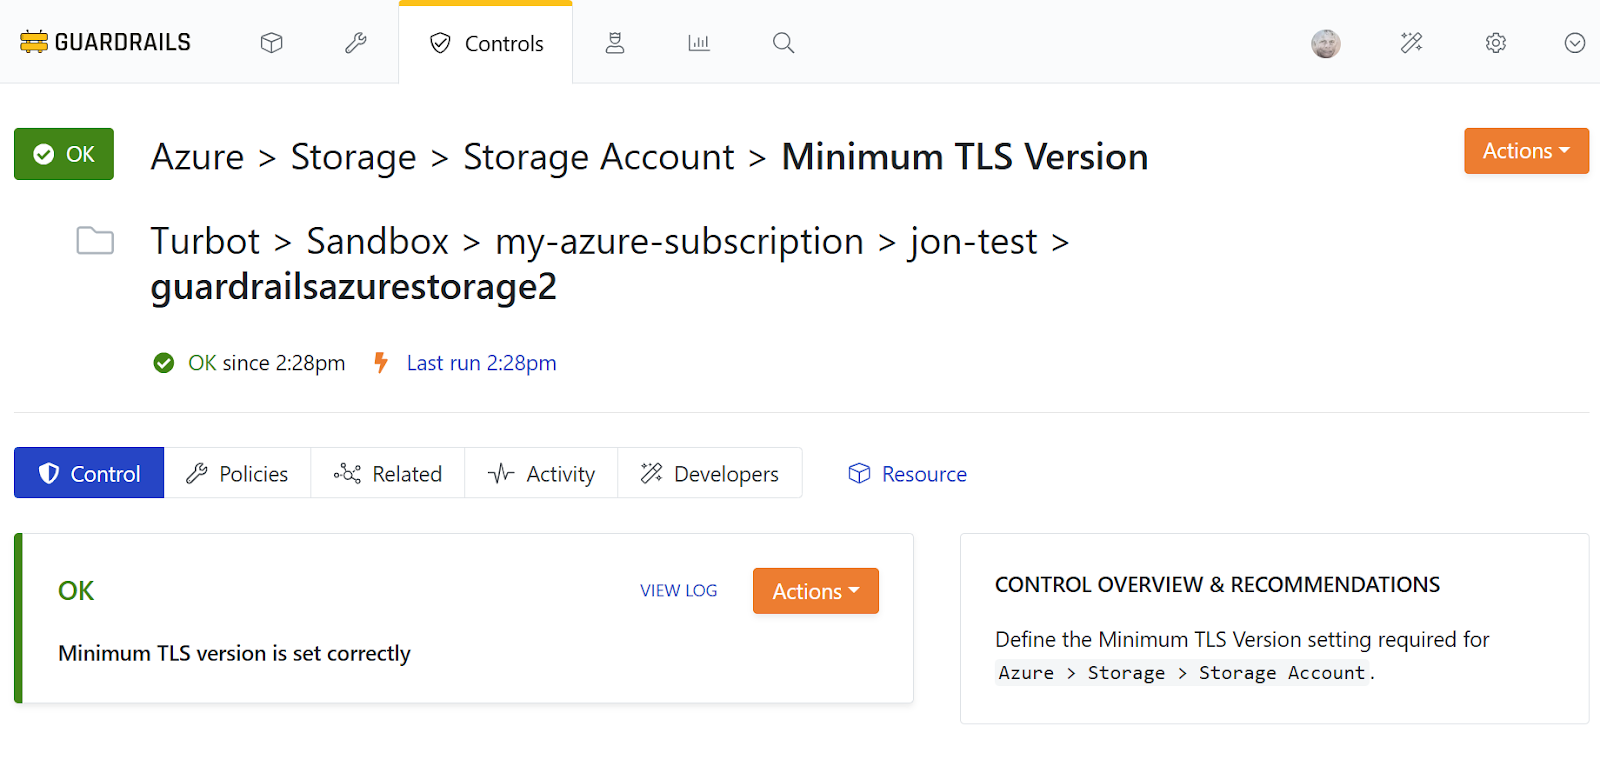 GUARDRAILS
Controls
OK
Azure > Storage > Storage Account > Minimum TLS Version
Actions
Turbot > Sandbox > my-azure-subscription > jon-test >
guardrailsazurestorage2
OK since 2:28pm
Last run 2:28pm
Control
Policies
Related
Activity
Developers
Resource
OK
VIEW LOG
Actions
Minimum TLS version is set correctly
CONTROL OVERVIEW & RECOMMENDATIONS
Define the Minimum TLS Version setting required for
Azure > Storage > Storage Account.